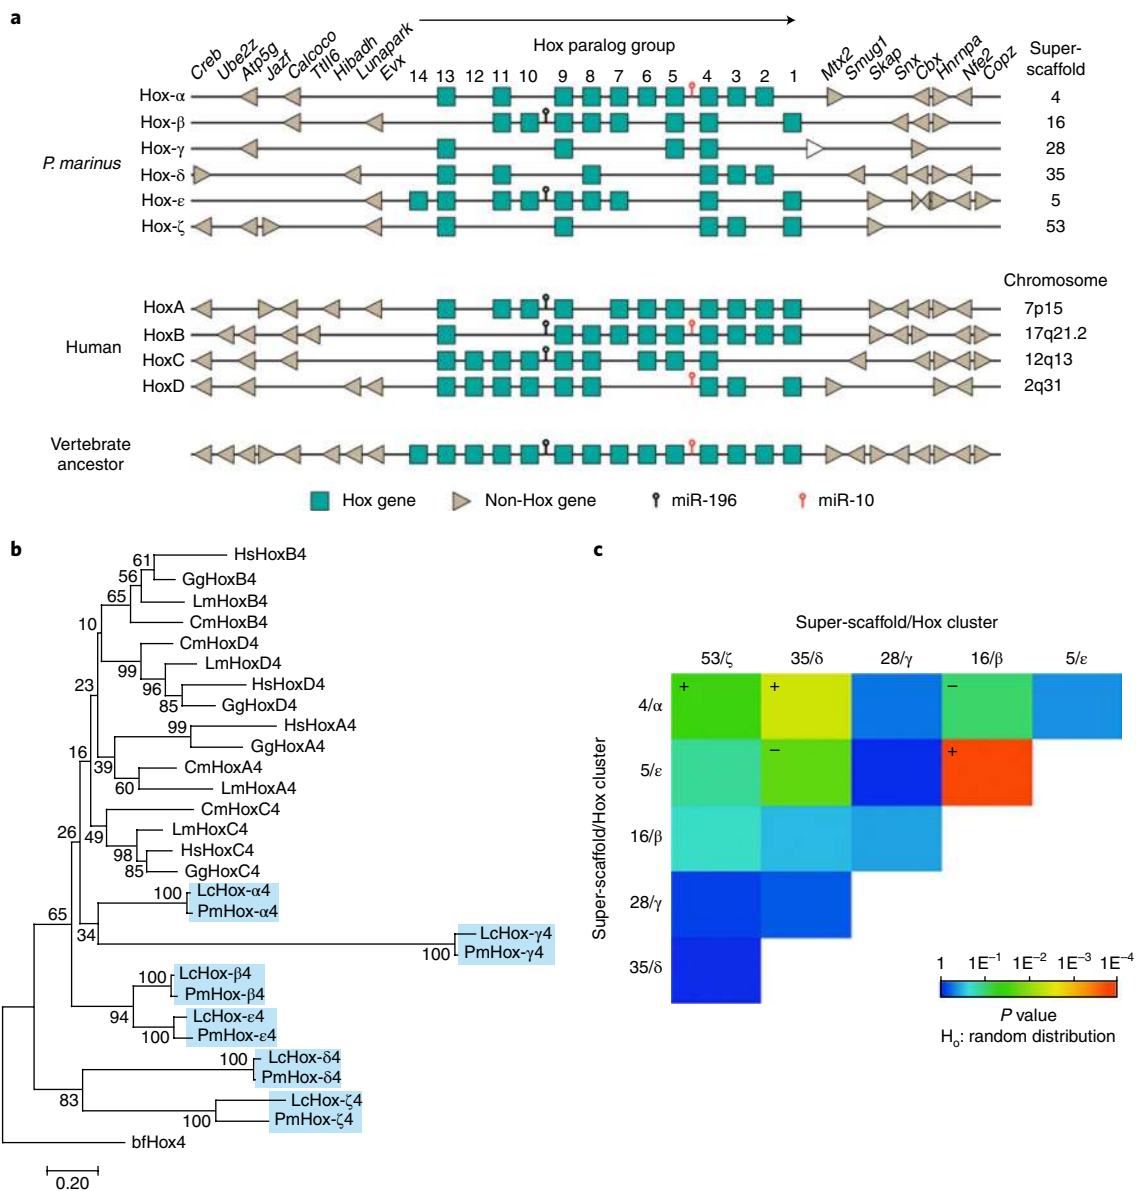 a
Creb Ube2z Atp5g Jazf Calcoco Ttll6 Hibadh Lunapark Evx
Hox paralog group
14 13 12 11 10 9 8 7 6 5 4 3 2 1
Mtx2 Smug1 Skap Snx Cbx Hnrnpa Nfe2 Copz
Super-
scaffold
Hox-α 4
Hox-β 16
Hox-γ 28
P. marinus
Hox-δ 35
Hox-ε 5
Hox-ζ 53
Chromosome
HoxA 7p15
HoxB 17q21.2
Human
HoxC 12q13
HoxD 2q31
Vertebrate
ancestor
Hox gene Non-Hox gene miR-196 miR-10
b
61 HsHoxB4
56 GgHoxB4
65 LmHoxB4
10 CmHoxB4
CmHoxD4
99 LmHoxD4
96 HsHoxD4
85 GgHoxD4
23
99 HsHoxA4
GgHoxA4
16 39 CmHoxA4
60 LmHoxA4
CmHoxC4
26 49 LmHoxC4
98 HsHoxC4
85 GgHoxC4
100 LcHox-α4
PmHox-α4
65 34 LcHox-γ4
100 PmHox-γ4
100 LcHox-β4
PmHox-β4
94 LcHox-ε4
100 PmHox-ε4
100 LcHox-δ4
PmHox-δ4
83 LcHox-ζ4
100 PmHox-ζ4
bfHox4
0.20
c
Super-scaffold/Hox cluster
53/ζ 35/δ 28/γ 16/β 5/ε
4/α + + −
5/ε − +
16/β
28/γ
35/δ
Super-scaffold/Hox cluster
1 1E−1 1E−2 1E−3 1E−4
P value
Ho: random distribution